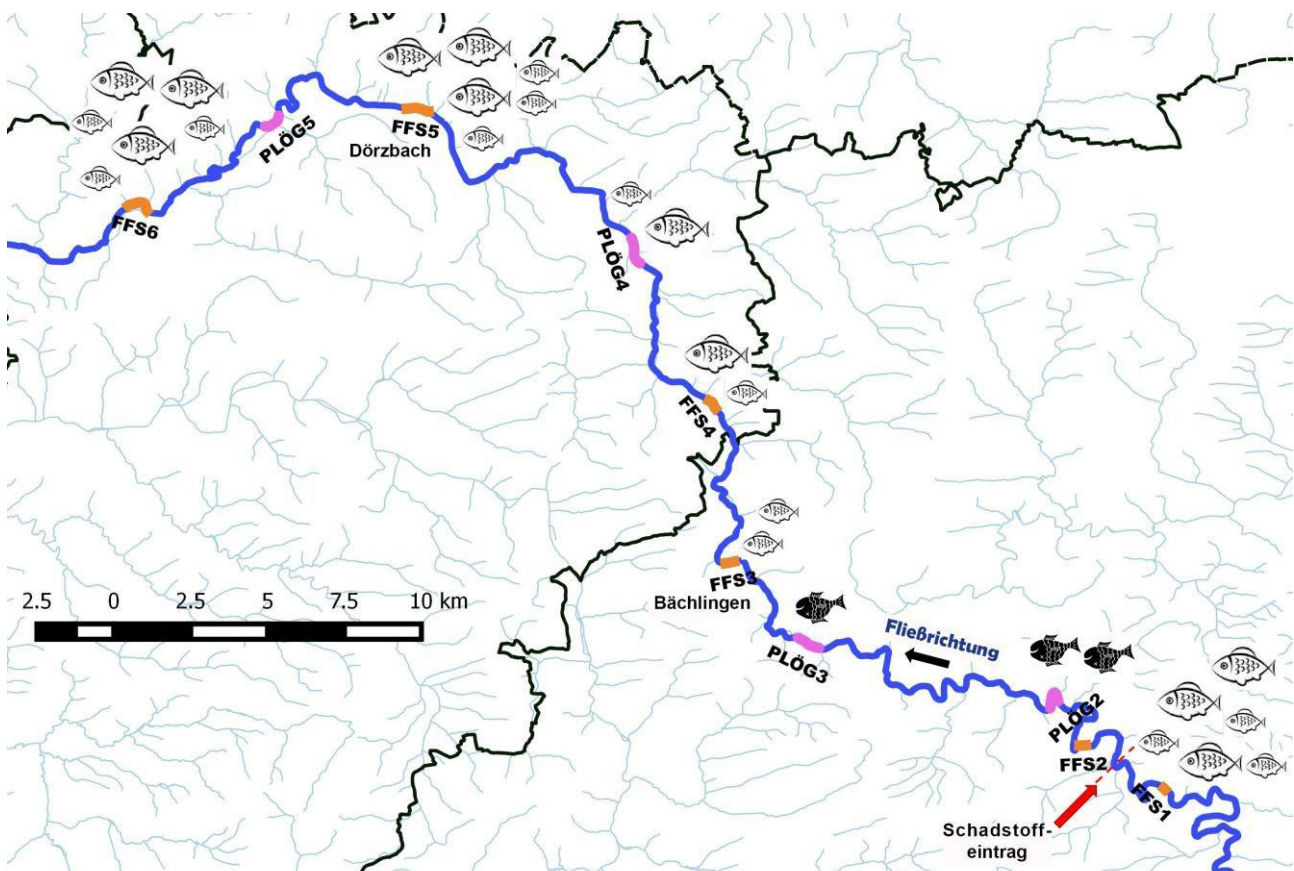 FFS5
Dörzbach
PLÖG5
FFS6
PLÖG4
FFS4
FFS3
Bächlingen
2.5 0 2.5 5 7.5 10 km
Fließrichtung
PLÖG3
PLÖG2
FFS2
FFS1
Schadstoff-
eintrag